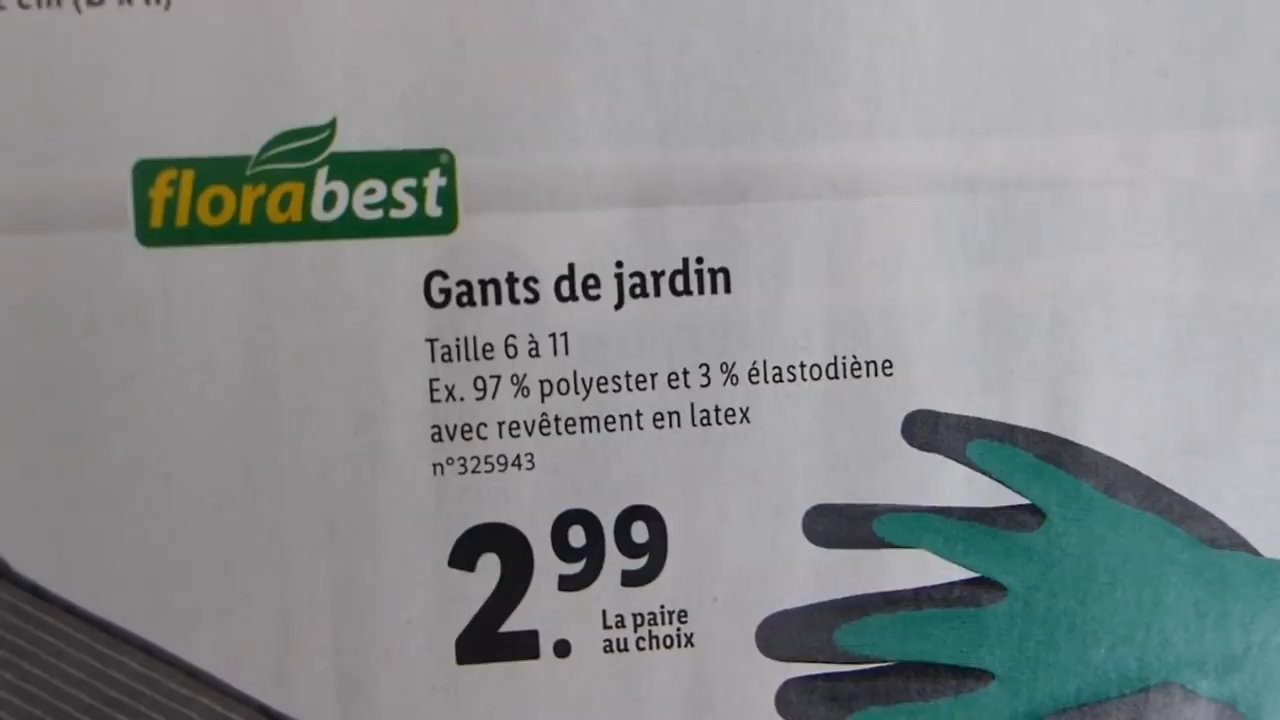 florabest
Gants de jardin
Taille 6 à 11
Ex. 97 % polyester et 3 % élastodiène
avec revêtement en latex
n°325943
2.99
La paire
au choix